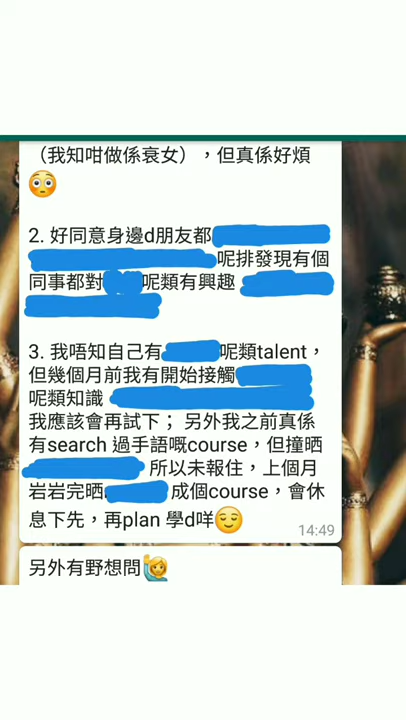 （我知咁做係衰女），但真係好煩
😳
2. 好同意身邊d朋友都
呢排發現有個
同事都對 呢類有興趣
3. 我唔知自己有 呢類talent，
但幾個月前我有開始接觸
呢類知識
我應該會再試下； 另外我之前真係
有search 過手語嘅course，但撞晒
所以未報住，上個月
岩岩完晒 成個course，會休
息下先，再plan 學d咩😌
14:49
另外有野想問🙋